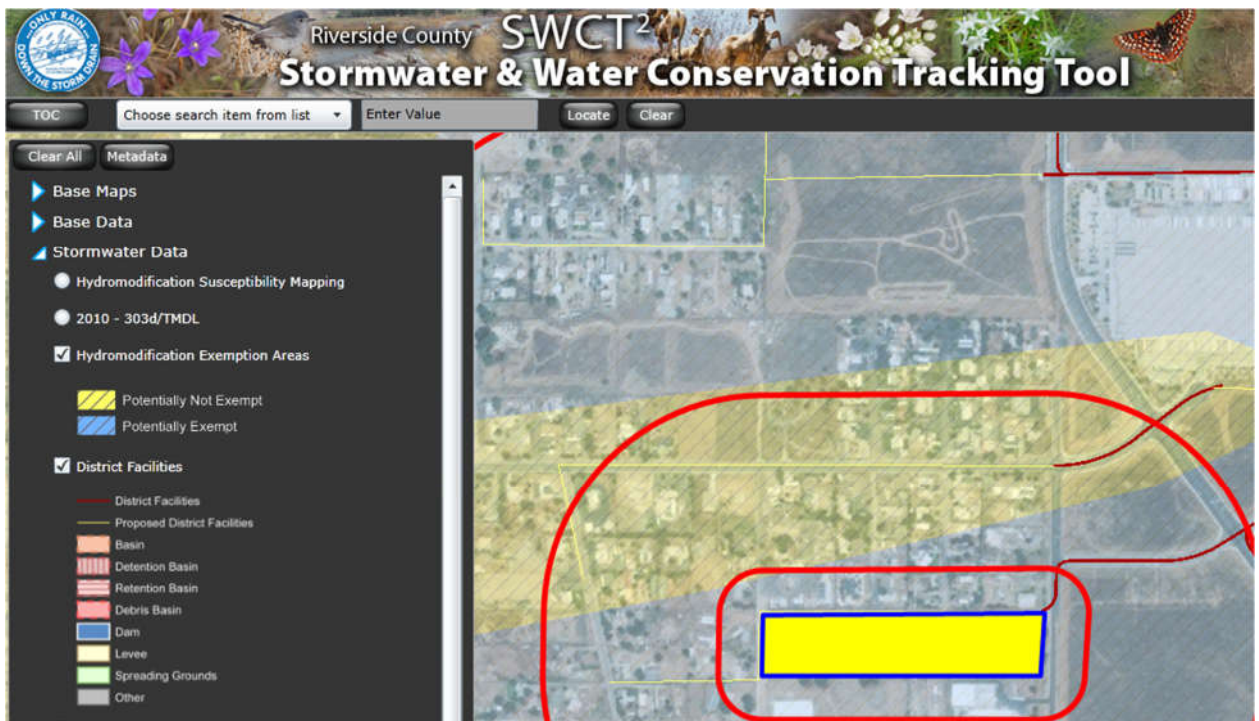 ONLY RAIN
DOWN THE STORM DRAIN
Riverside County SWCT²
Stormwater & Water Conservation Tracking Tool
TOC Choose search item from list Enter Value Locate Clear
Clear All Metadata
Base Maps
Base Data
Stormwater Data
Hydromodification Susceptibility Mapping
2010 - 303d/TMDL
Hydromodification Exemption Areas
Potentially Not Exempt
Potentially Exempt
District Facilities
District Facilities
Proposed District Facilities
Basin
Detention Basin
Retention Basin
Debris Basin
Dam
Levee
Spreading Grounds
Other